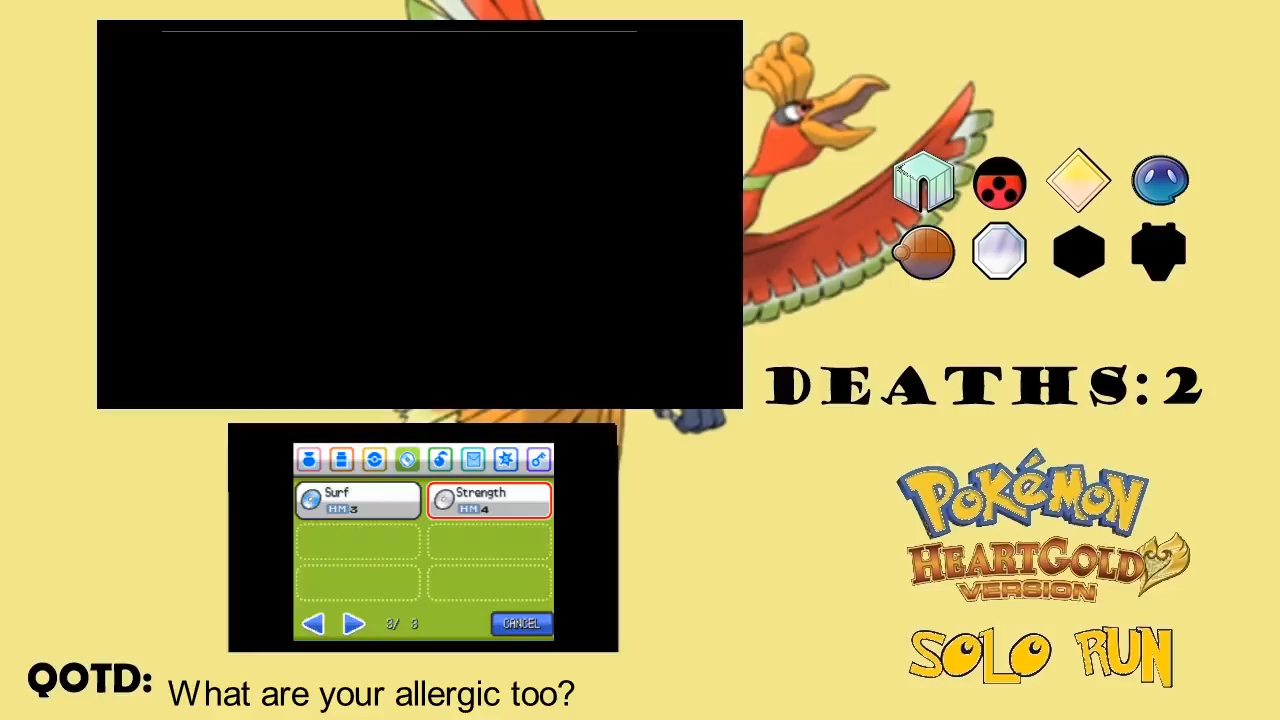 DEATHS:2
Surf
HM 3
Strength
HM 4
3/ 3
CANCEL
POKéMON
HEARTGOLD
VERSION
SOLO RUN
QOTD: What are your allergic too?